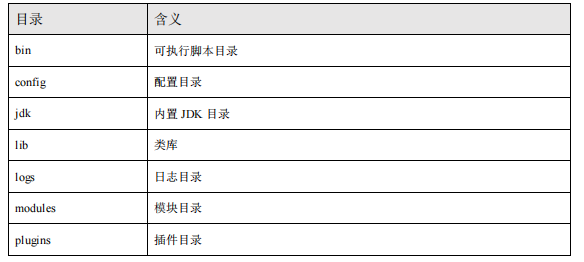 目录 含义
bin 可执行脚本目录
config 配置目录
jdk 内置 JDK 目录
lib 类库
logs 日志目录
modules 模块目录
plugins 插件目录